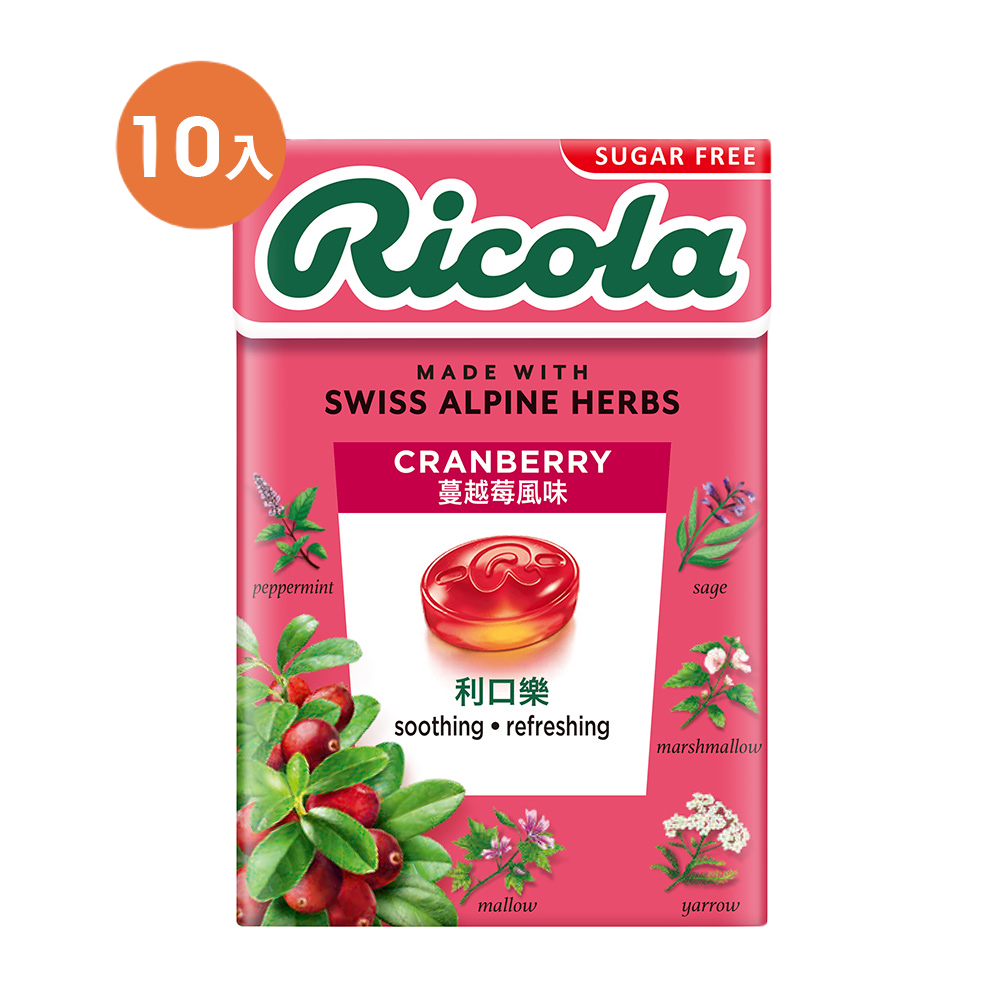 10入
SUGAR FREE
Ricola
MADE WITH
SWISS ALPINE HERBS
CRANBERRY
蔓越莓風味
peppermint
sage
利口樂
soothing • refreshing
marshmallow
mallow
yarrow